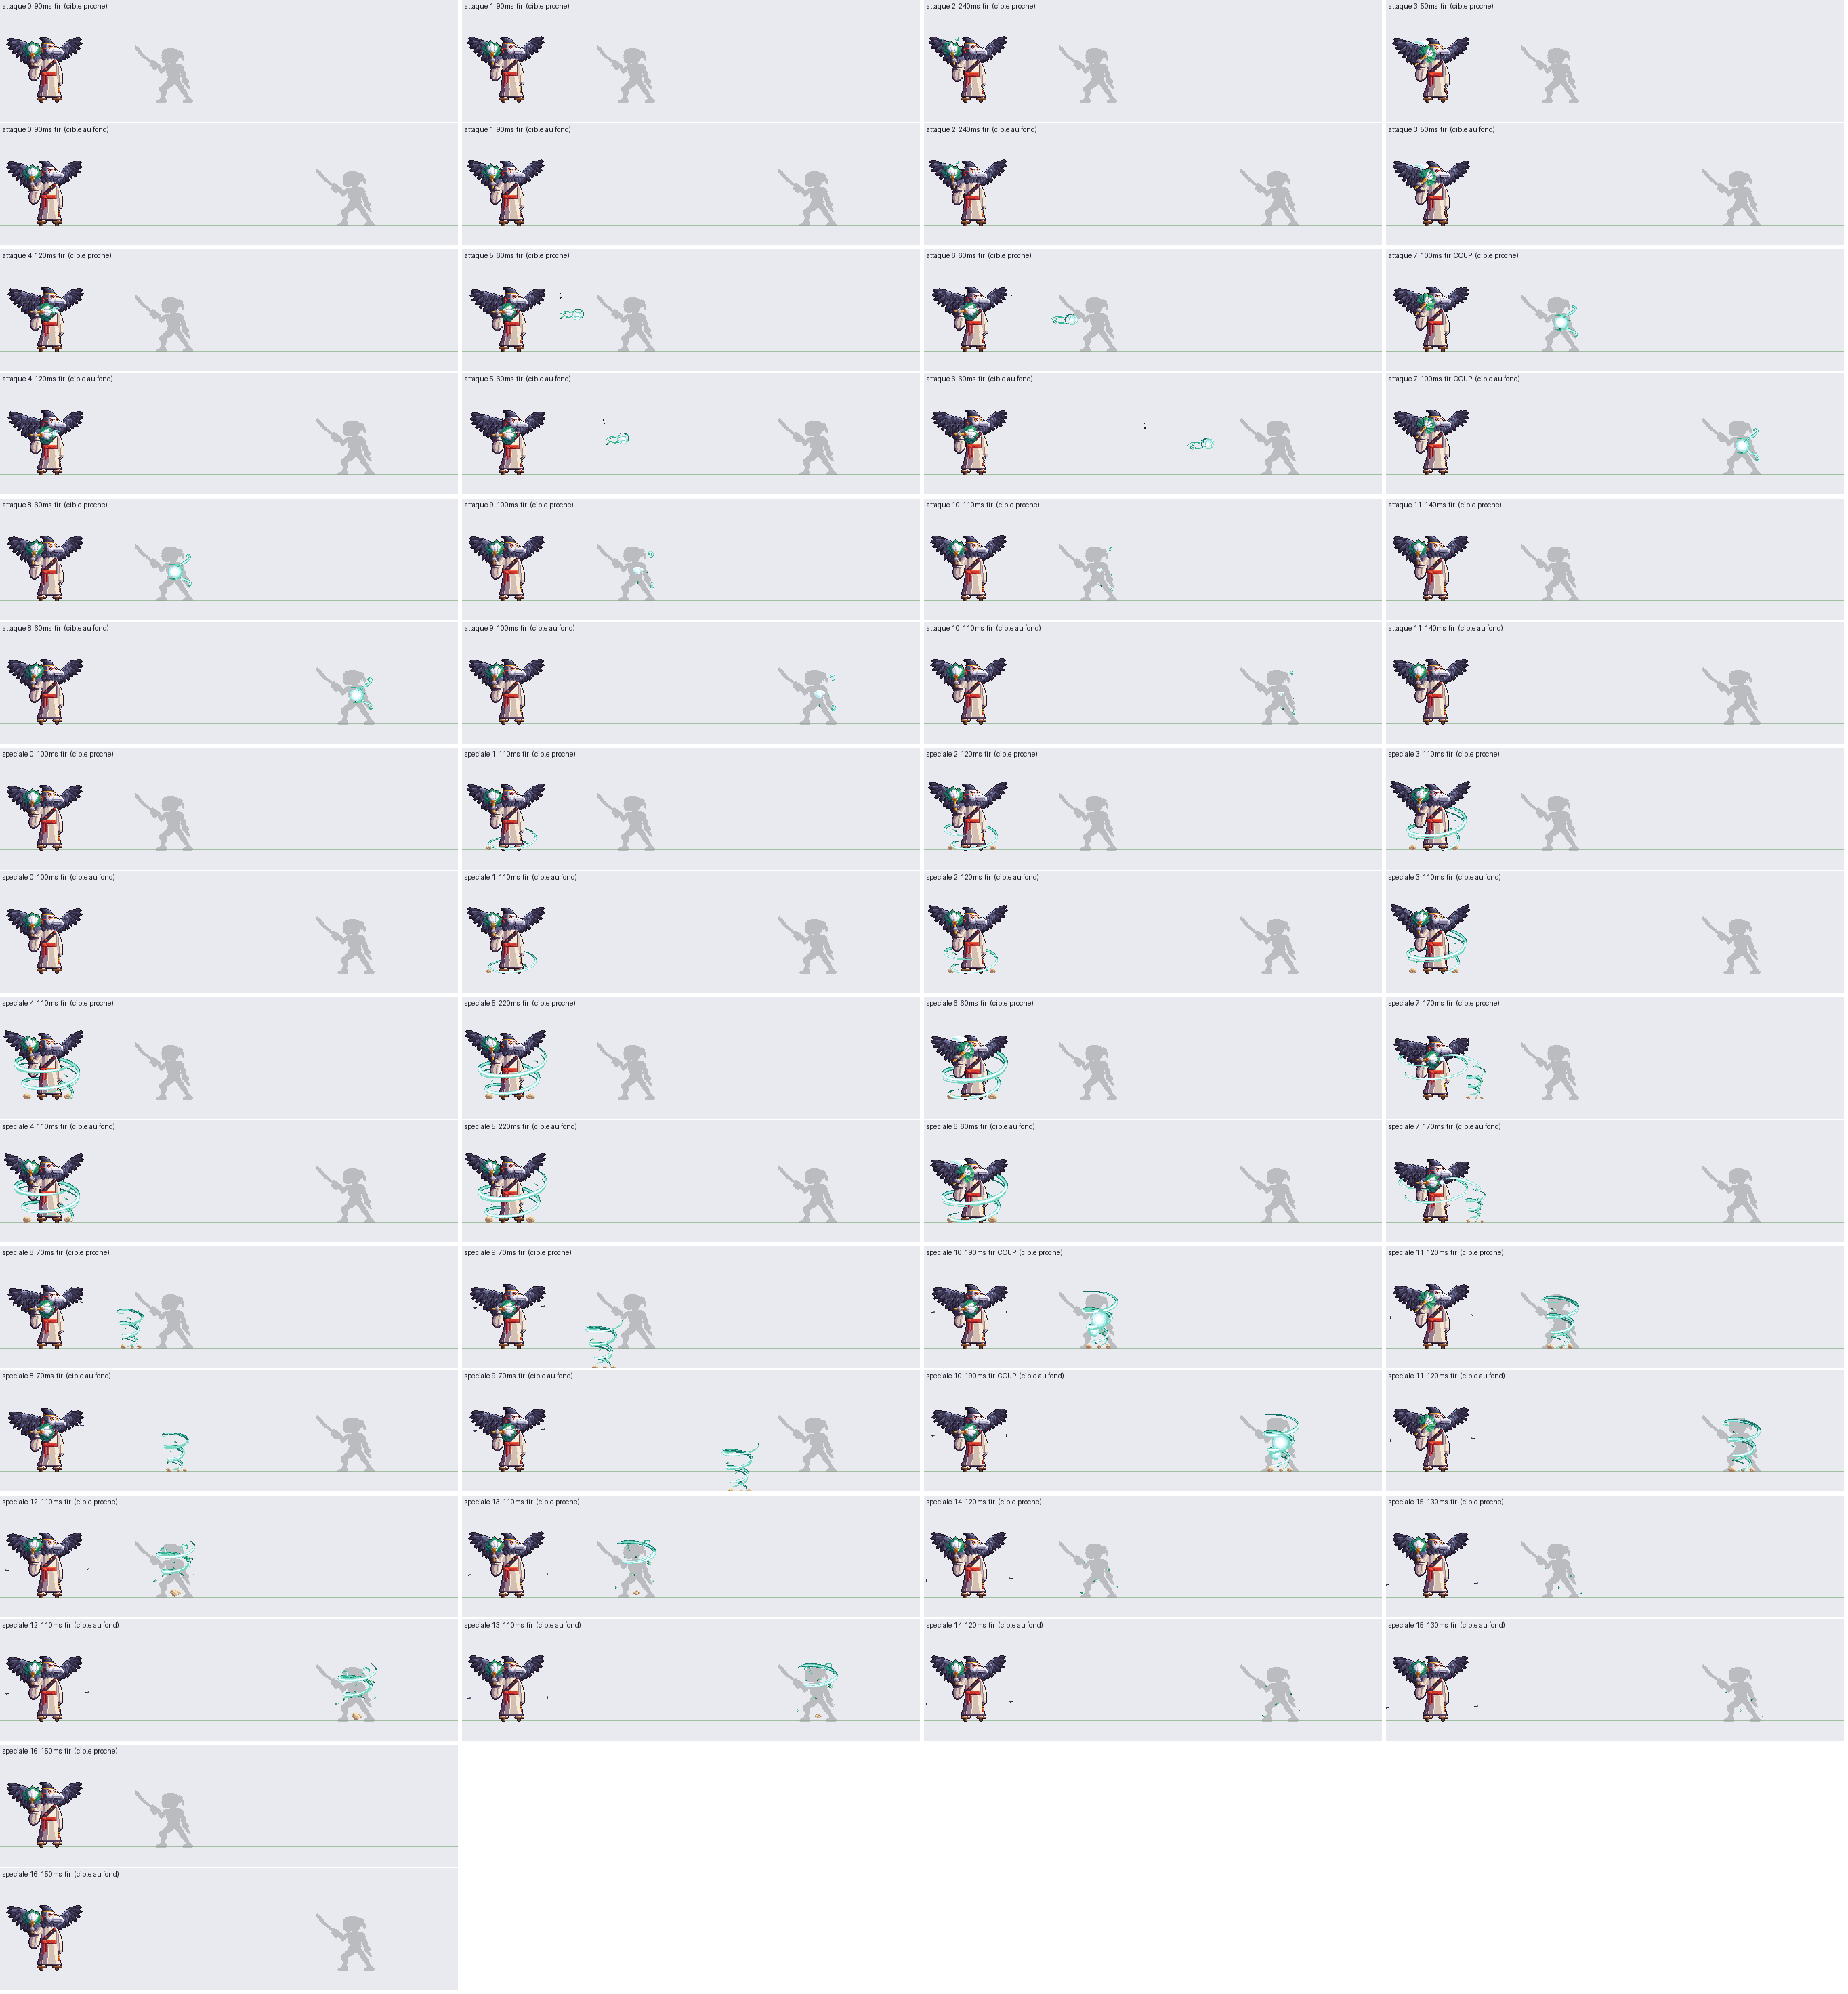 attaque 0 90ms tir (cible proche)
attaque 1 90ms tir (cible proche)
attaque 2 240ms tir (cible proche)
attaque 3 50ms tir (cible proche)
attaque 0 90ms tir (cible au fond)
attaque 1 90ms tir (cible au fond)
attaque 2 240ms tir (cible au fond)
attaque 3 50ms tir (cible au fond)
attaque 4 120ms tir (cible proche)
attaque 5 60ms tir (cible proche)
attaque 6 60ms tir (cible proche)
attaque 7 100ms tir COUP (cible proche)
attaque 4 120ms tir (cible au fond)
attaque 5 60ms tir (cible au fond)
attaque 6 60ms tir (cible au fond)
attaque 7 100ms tir COUP (cible au fond)
attaque 8 60ms tir (cible proche)
attaque 9 100ms tir (cible proche)
attaque 10 110ms tir (cible proche)
attaque 11 140ms tir (cible proche)
attaque 8 60ms tir (cible au fond)
attaque 9 100ms tir (cible au fond)
attaque 10 110ms tir (cible au fond)
attaque 11 140ms tir (cible au fond)
speciale 0 100ms tir (cible proche)
speciale 1 110ms tir (cible proche)
speciale 2 120ms tir (cible proche)
speciale 3 110ms tir (cible proche)
speciale 0 100ms tir (cible au fond)
speciale 1 110ms tir (cible au fond)
speciale 2 120ms tir (cible au fond)
speciale 3 110ms tir (cible au fond)
speciale 4 110ms tir (cible proche)
speciale 5 220ms tir (cible proche)
speciale 6 60ms tir (cible proche)
speciale 7 170ms tir (cible proche)
speciale 4 110ms tir (cible au fond)
speciale 5 220ms tir (cible au fond)
speciale 6 60ms tir (cible au fond)
speciale 7 170ms tir (cible au fond)
speciale 8 70ms tir (cible proche)
speciale 9 70ms tir (cible proche)
speciale 10 190ms tir COUP (cible proche)
speciale 11 120ms tir (cible proche)
speciale 8 70ms tir (cible au fond)
speciale 9 70ms tir (cible au fond)
speciale 10 190ms tir COUP (cible au fond)
speciale 11 120ms tir (cible au fond)
speciale 12 110ms tir (cible proche)
speciale 13 110ms tir (cible proche)
speciale 14 120ms tir (cible proche)
speciale 15 130ms tir (cible proche)
speciale 12 110ms tir (cible au fond)
speciale 13 110ms tir (cible au fond)
speciale 14 120ms tir (cible au fond)
speciale 15 130ms tir (cible au fond)
speciale 16 150ms tir (cible proche)
speciale 16 150ms tir (cible au fond)